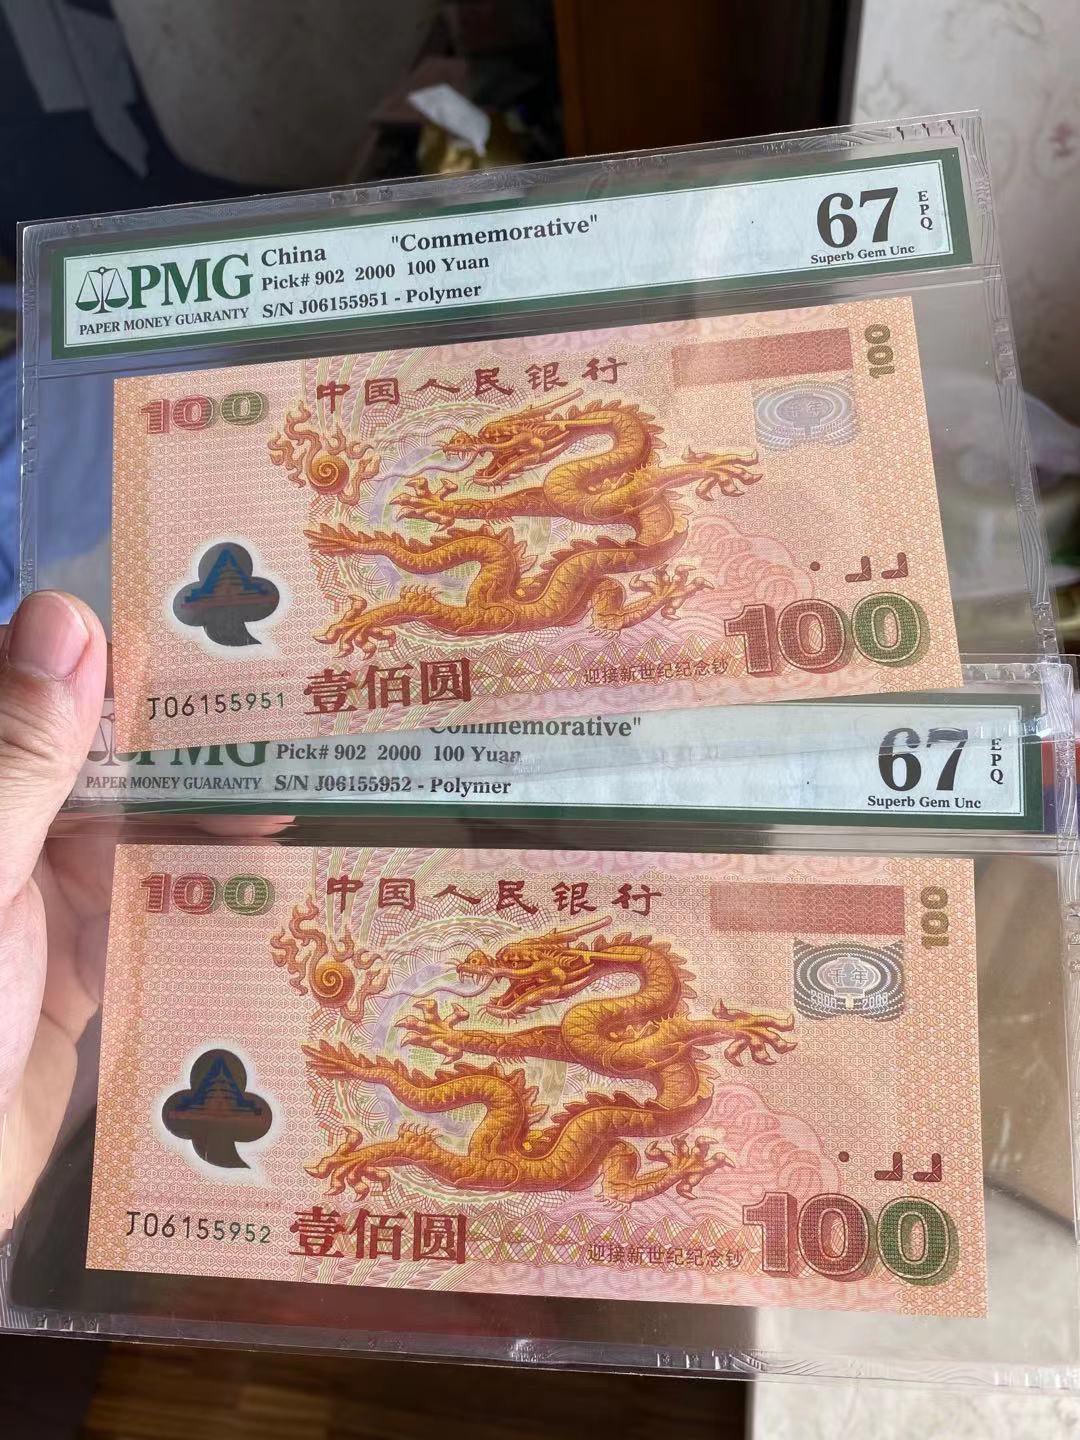 PMG
PAPER MONEY GUARANTY
China "Commemorative"
Pick# 902 2000 100 Yuan
S/N J06155951 - Polymer
67 EPQ
Superb Gem Unc
100
中国人民银行
100
千年
J06155951
壹佰圆
迎接新世纪纪念钞
100
PMG
PAPER MONEY GUARANTY
"Commemorative"
Pick# 902 2000 100 Yuan
S/N J06155952 - Polymer
67 EPQ
Superb Gem Unc
100
中国人民银行
100
千年
2000 2000
J06155952
壹佰圆
迎接新世纪纪念钞
100